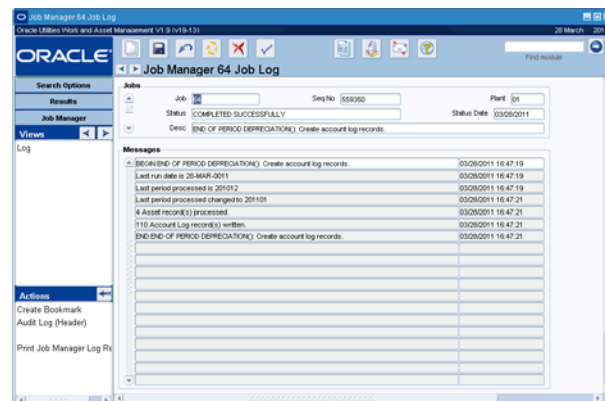 Job Manager 64 Job Log
Oracle Utilities Work and Asset Management V1.9 (v19-13)
28 March 201
ORACLE
Find module
Job Manager 64 Job Log
Search Options
Results
Job Manager
Views
Log
Jobs
Job 64 Seq No 559350 Plant 01
Status COMPLETED SUCCESSFULLY Status Date 03/28/2011
Desc END OF PERIOD DEPRECIATION(): Create account log records.
Messages
BEGIN:END OF PERIOD DEPRECIATION(): Create account log records. 03/28/2011 16:47:19
Last run date is 28-MAR-0011 03/28/2011 16:47:19
Last period processed is 201012 03/28/2011 16:47:19
Last period processed changed to 201101 03/28/2011 16:47:21
4 Asset record(s) processed. 03/28/2011 16:47:21
110 Account Log record(s) written. 03/28/2011 16:47:21
END:END OF PERIOD DEPRECIATION(): Create account log records. 03/28/2011 16:47:21
Actions
Create Bookmark
Audit Log (Header)
Print Job Manager Log Re